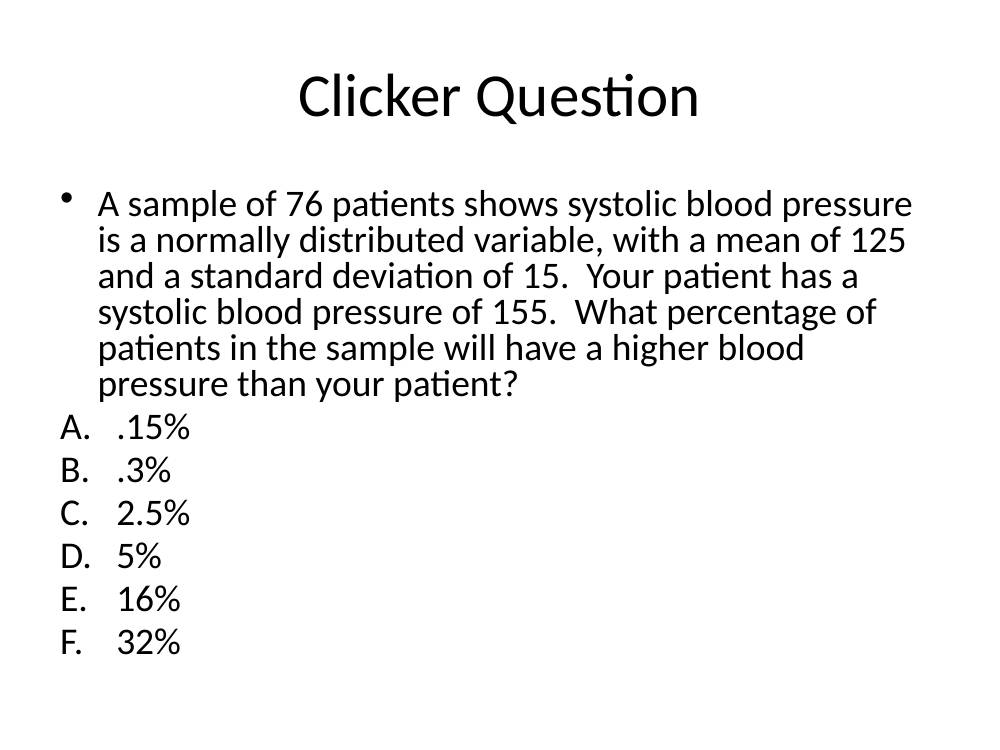 Clicker Question
• A sample of 76 patients shows systolic blood pressure
is a normally distributed variable, with a mean of 125
and a standard deviation of 15.  Your patient has a
systolic blood pressure of 155.  What percentage of
patients in the sample will have a higher blood
pressure than your patient?
A. .15%
B. .3%
C. 2.5%
D. 5%
E. 16%
F. 32%